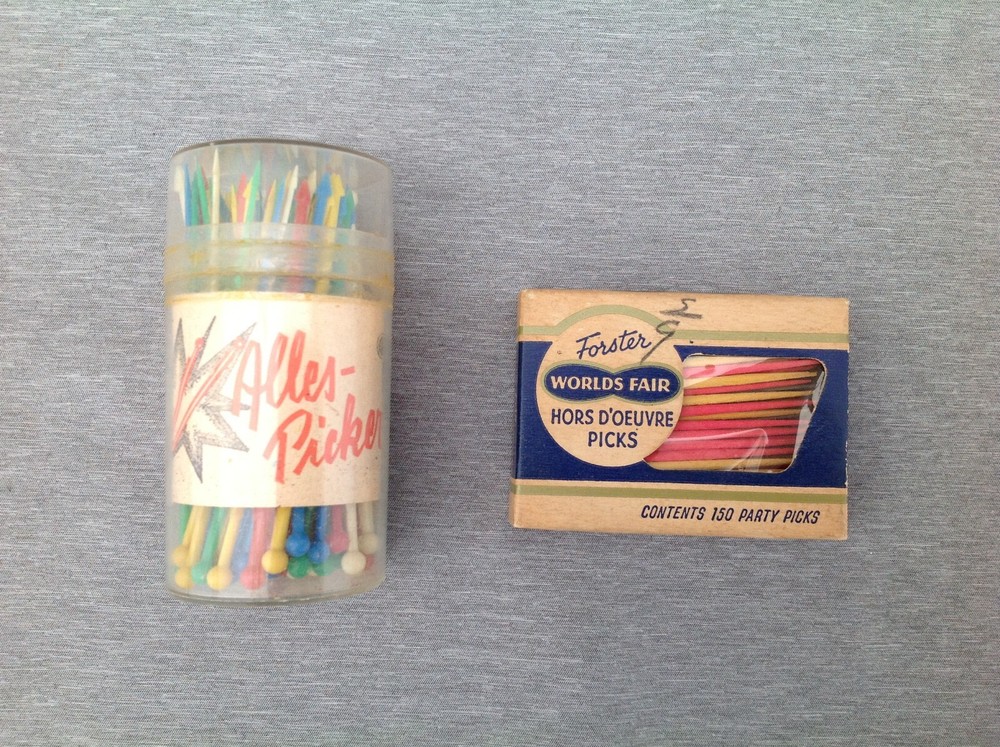 Alles-
Picker
Forster
WORLDS FAIR
HORS D'OEUVRE
PICKS
CONTENTS 150 PARTY PICKS